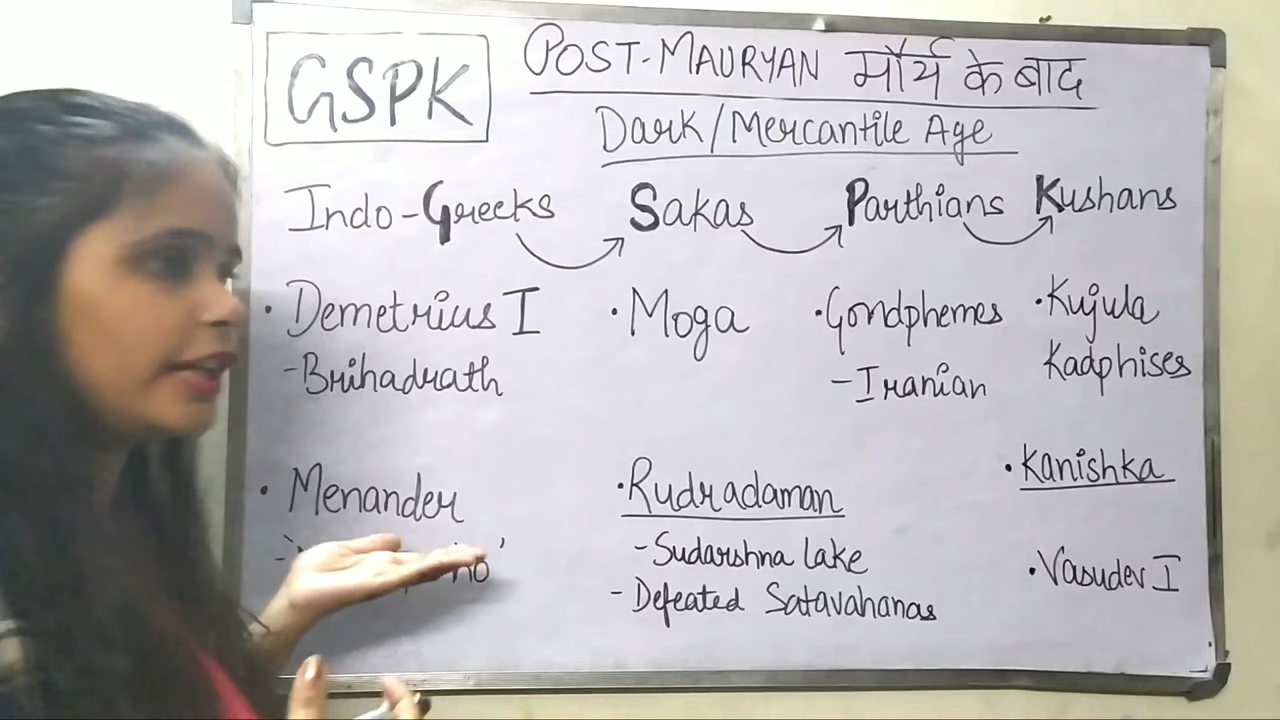 GSPK
POST-MAURYAN मौर्य के बाद
DARK/MERCANTILE AGE
Indo-Greeks
Sakas
Parthians
Kushans
• Demetrius I
- Brihadrath
• Menander
• Moga
• Rudradaman
- Sudarshna lake
- Defeated Satavahanas
• Gondphemes
- Iranian
• Kujula
Kadphises
• Kanishka
• Vasudev I